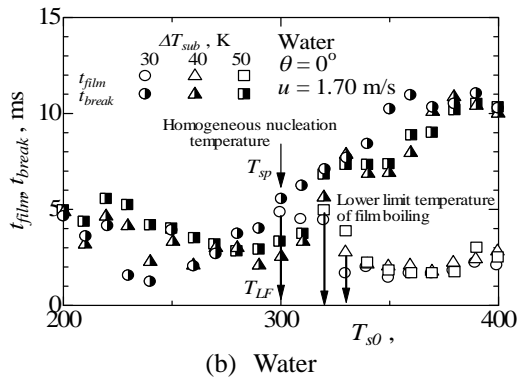 ΔT_sub , K
30 40 50
t_film
t_break
Water
θ = 0°
u = 1.70 m/s
Homogeneous nucleation
temperature
T_sp
Lower limit temperature
of film boiling
T_LF
t_film, t_break , ms
15
10
5
0
200 300 400
T_s0 ,
(b) Water